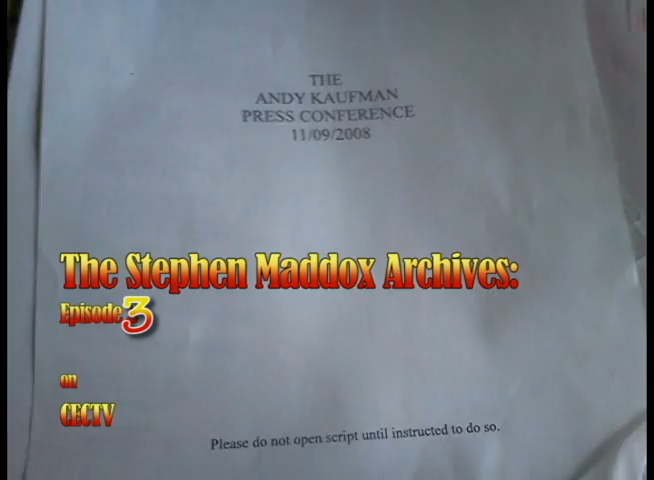 THE
ANDY KAUFMAN
PRESS CONFERENCE
11/09/2008
The Stephen Maddox Archives:
Episode 3
on
CECTV
Please do not open script until instructed to do so.